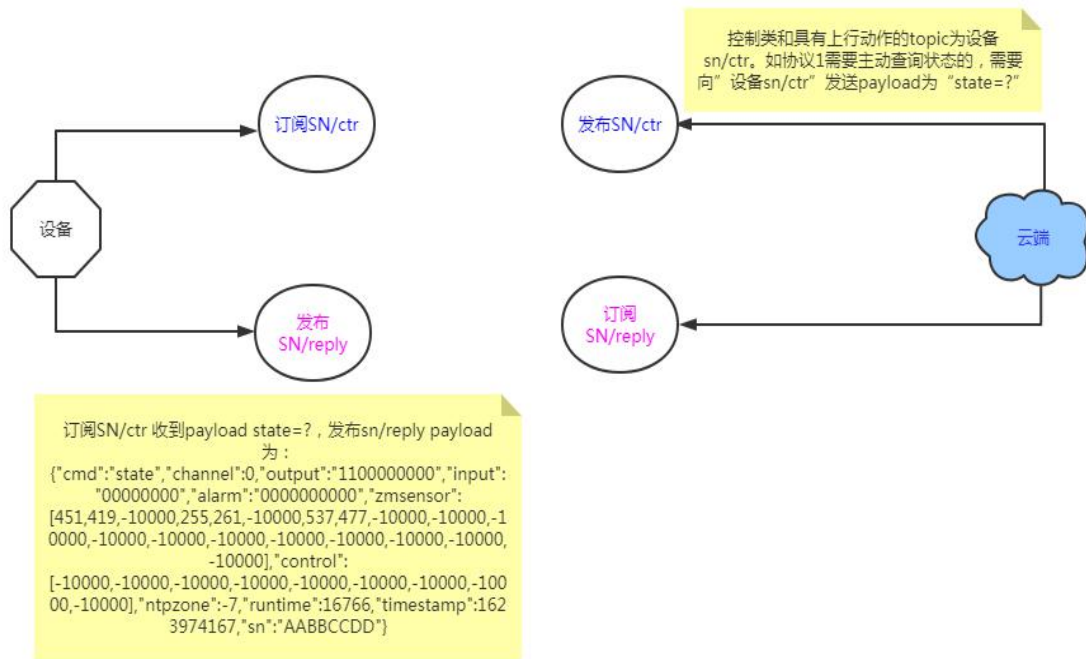 控制类和具有上行动作的topic为设备
sn/ctr。如协议1需要主动查询状态的，需要
向”设备sn/ctr”发送payload为“state=?”
订阅SN/ctr
发布SN/ctr
设备
云端
发布
SN/reply
订阅
SN/reply
订阅SN/ctr 收到payload state=?，发布sn/reply payload
为：
{"cmd":"state","channel":0,"output":"1100000000","input":
"00000000","alarm":"0000000000","zmsensor":
[451,419,-10000,255,261,-10000,537,477,-10000,-10000,-1
0000,-10000,-10000,-10000,-10000,-10000,-10000,-10000,
-10000],"control":
[-10000,-10000,-10000,-10000,-10000,-10000,-10000,-100
00,-10000],"ntpzone":-7,"runtime":16766,"timestamp":162
3974167,"sn":"AABBCCDD"}